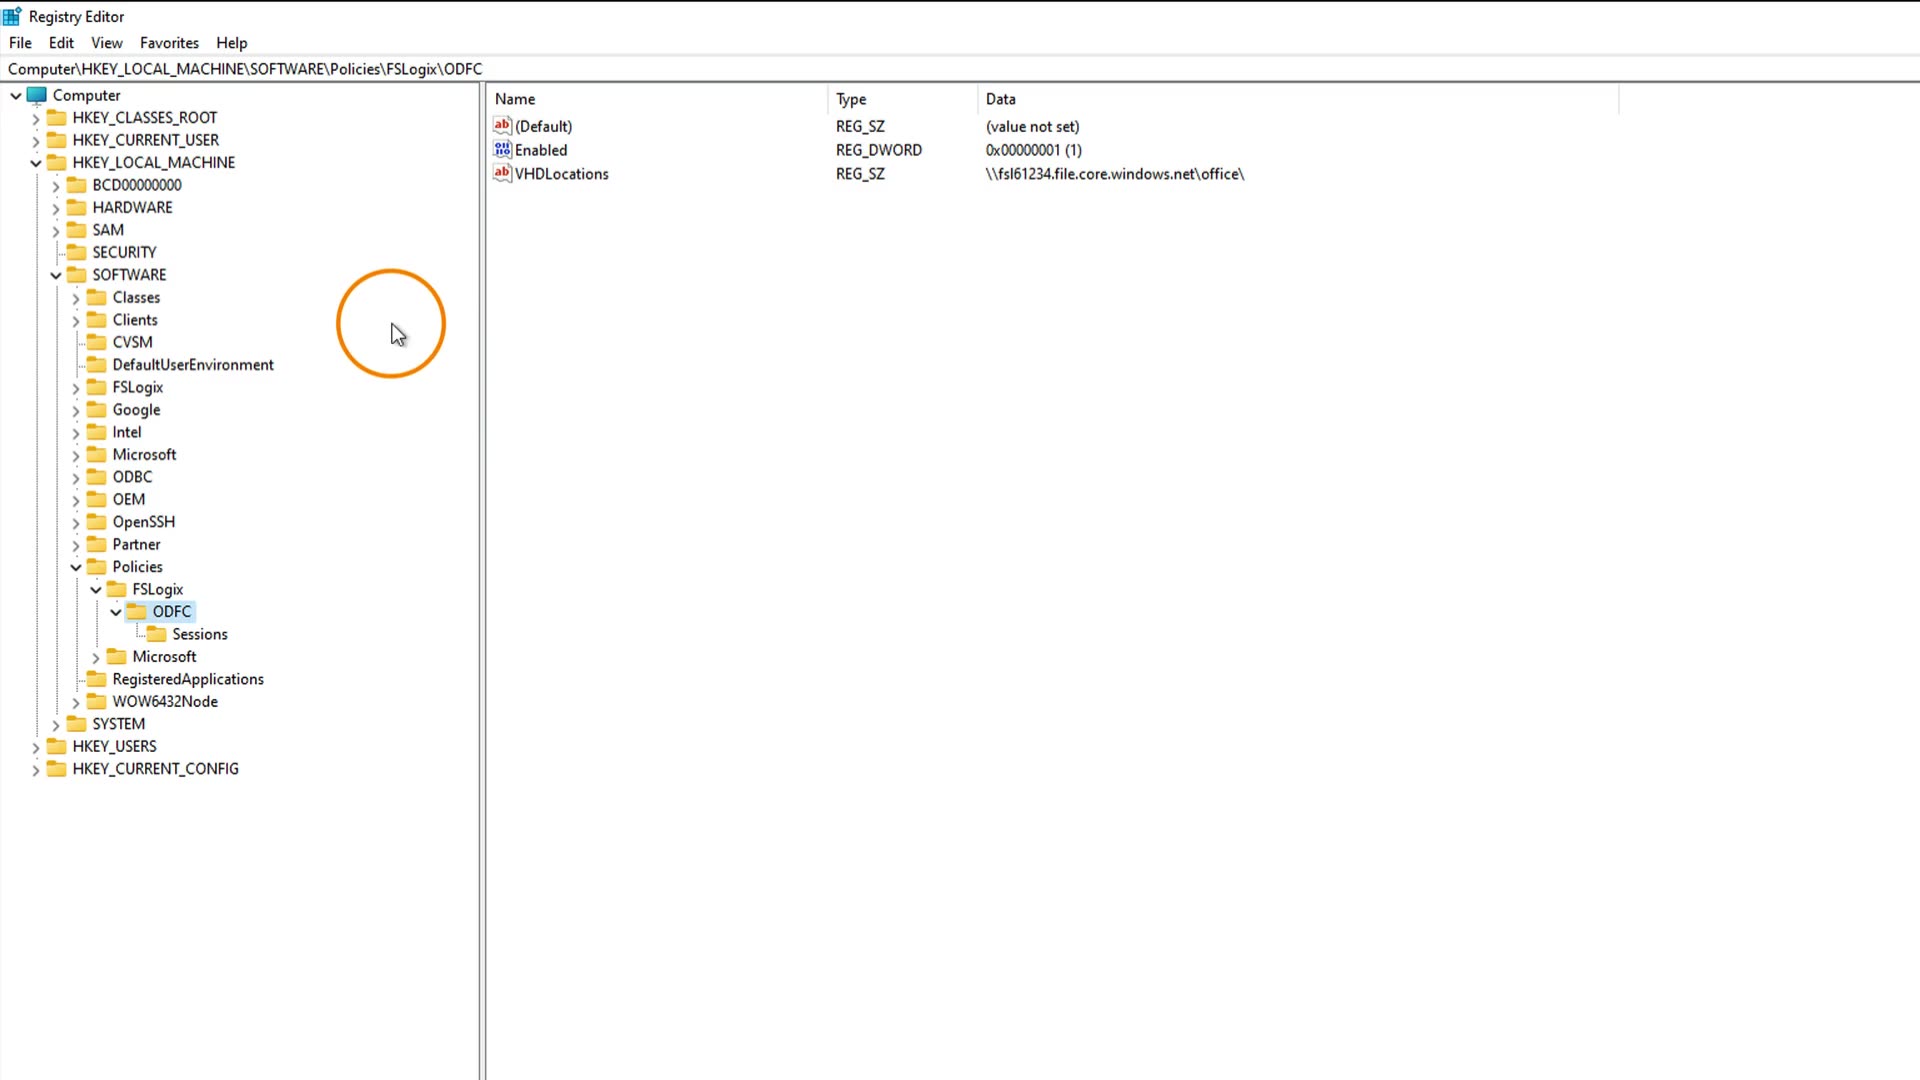 Registry Editor
File Edit View Favorites Help
Computer\HKEY_LOCAL_MACHINE\SOFTWARE\Policies\FSLogix\ODFC
Computer
HKEY_CLASSES_ROOT
HKEY_CURRENT_USER
HKEY_LOCAL_MACHINE
BCD00000000
HARDWARE
SAM
SECURITY
SOFTWARE
Classes
Clients
CVSM
DefaultUserEnvironment
FSLogix
Google
Intel
Microsoft
ODBC
OEM
OpenSSH
Partner
Policies
FSLogix
ODFC
Sessions
Microsoft
RegisteredApplications
WOW6432Node
SYSTEM
HKEY_USERS
HKEY_CURRENT_CONFIG
Name Type Data
(Default) REG_SZ (value not set)
Enabled REG_DWORD 0x00000001 (1)
VHDLocations REG_SZ \\fsl61234.file.core.windows.net\office\